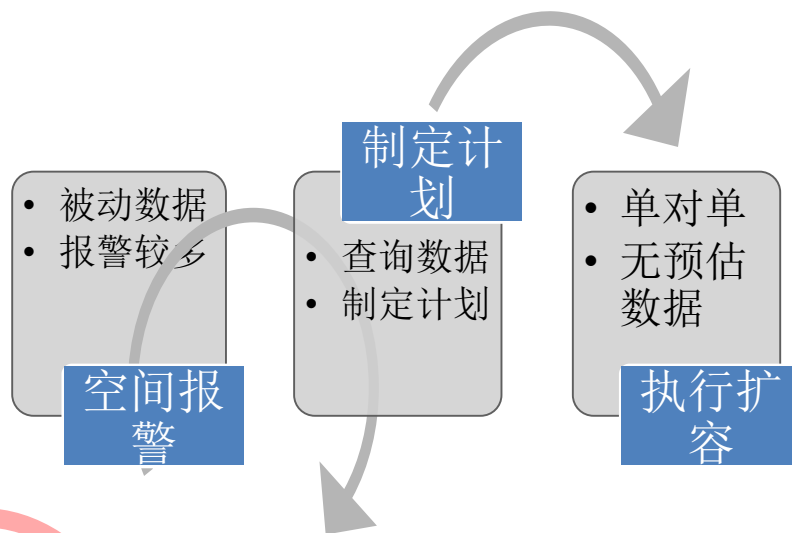 • 被动数据
• 报警较多
空间报
警
制定计
划
• 查询数据
• 制定计划
• 单对单
• 无预估
数据
执行扩
容